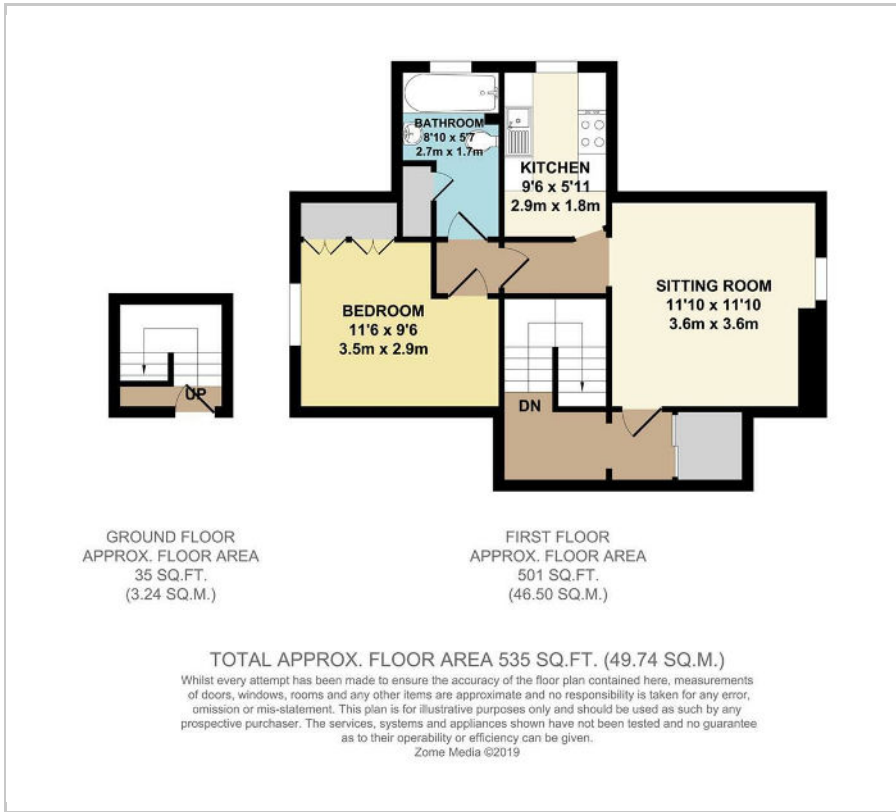 BATHROOM
8'10 x 5'7
2.7m x 1.7m
KITCHEN
9'6 x 5'11
2.9m x 1.8m
SITTING ROOM
11'10 x 11'10
3.6m x 3.6m
BEDROOM
11'6 x 9'6
3.5m x 2.9m
UP
DN
GROUND FLOOR
APPROX. FLOOR AREA
35 SQ.FT.
(3.24 SQ.M.)
FIRST FLOOR
APPROX. FLOOR AREA
501 SQ.FT.
(46.50 SQ.M.)
TOTAL APPROX. FLOOR AREA 535 SQ.FT. (49.74 SQ.M.)
Whilst every attempt has been made to ensure the accuracy of the floor plan contained here, measurements
of doors, windows, rooms and any other items are approximate and no responsibility is taken for any error,
omission or mis-statement. This plan is for illustrative purposes only and should be used as such by any
prospective purchaser. The services, systems and appliances shown have not been tested and no guarantee
as to their operability or efficiency can be given.
Zome Media ©2019